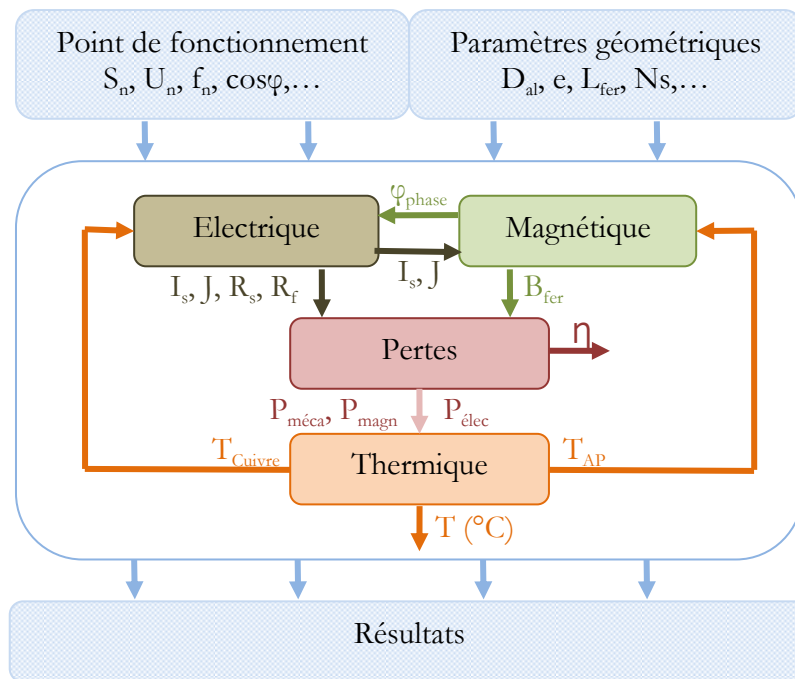 Point de fonctionnement
Sn, Un, fn, cosφ,…
Paramètres géométriques
Dal, e, Lfer, Ns,…
φphase
Electrique
Magnétique
Is, J
Is, J, Rs, Rf
Bfer
Pertes
η
Pméca, Pmagn
Pélec
TCuivre
Thermique
TAP
T (°C)
Résultats